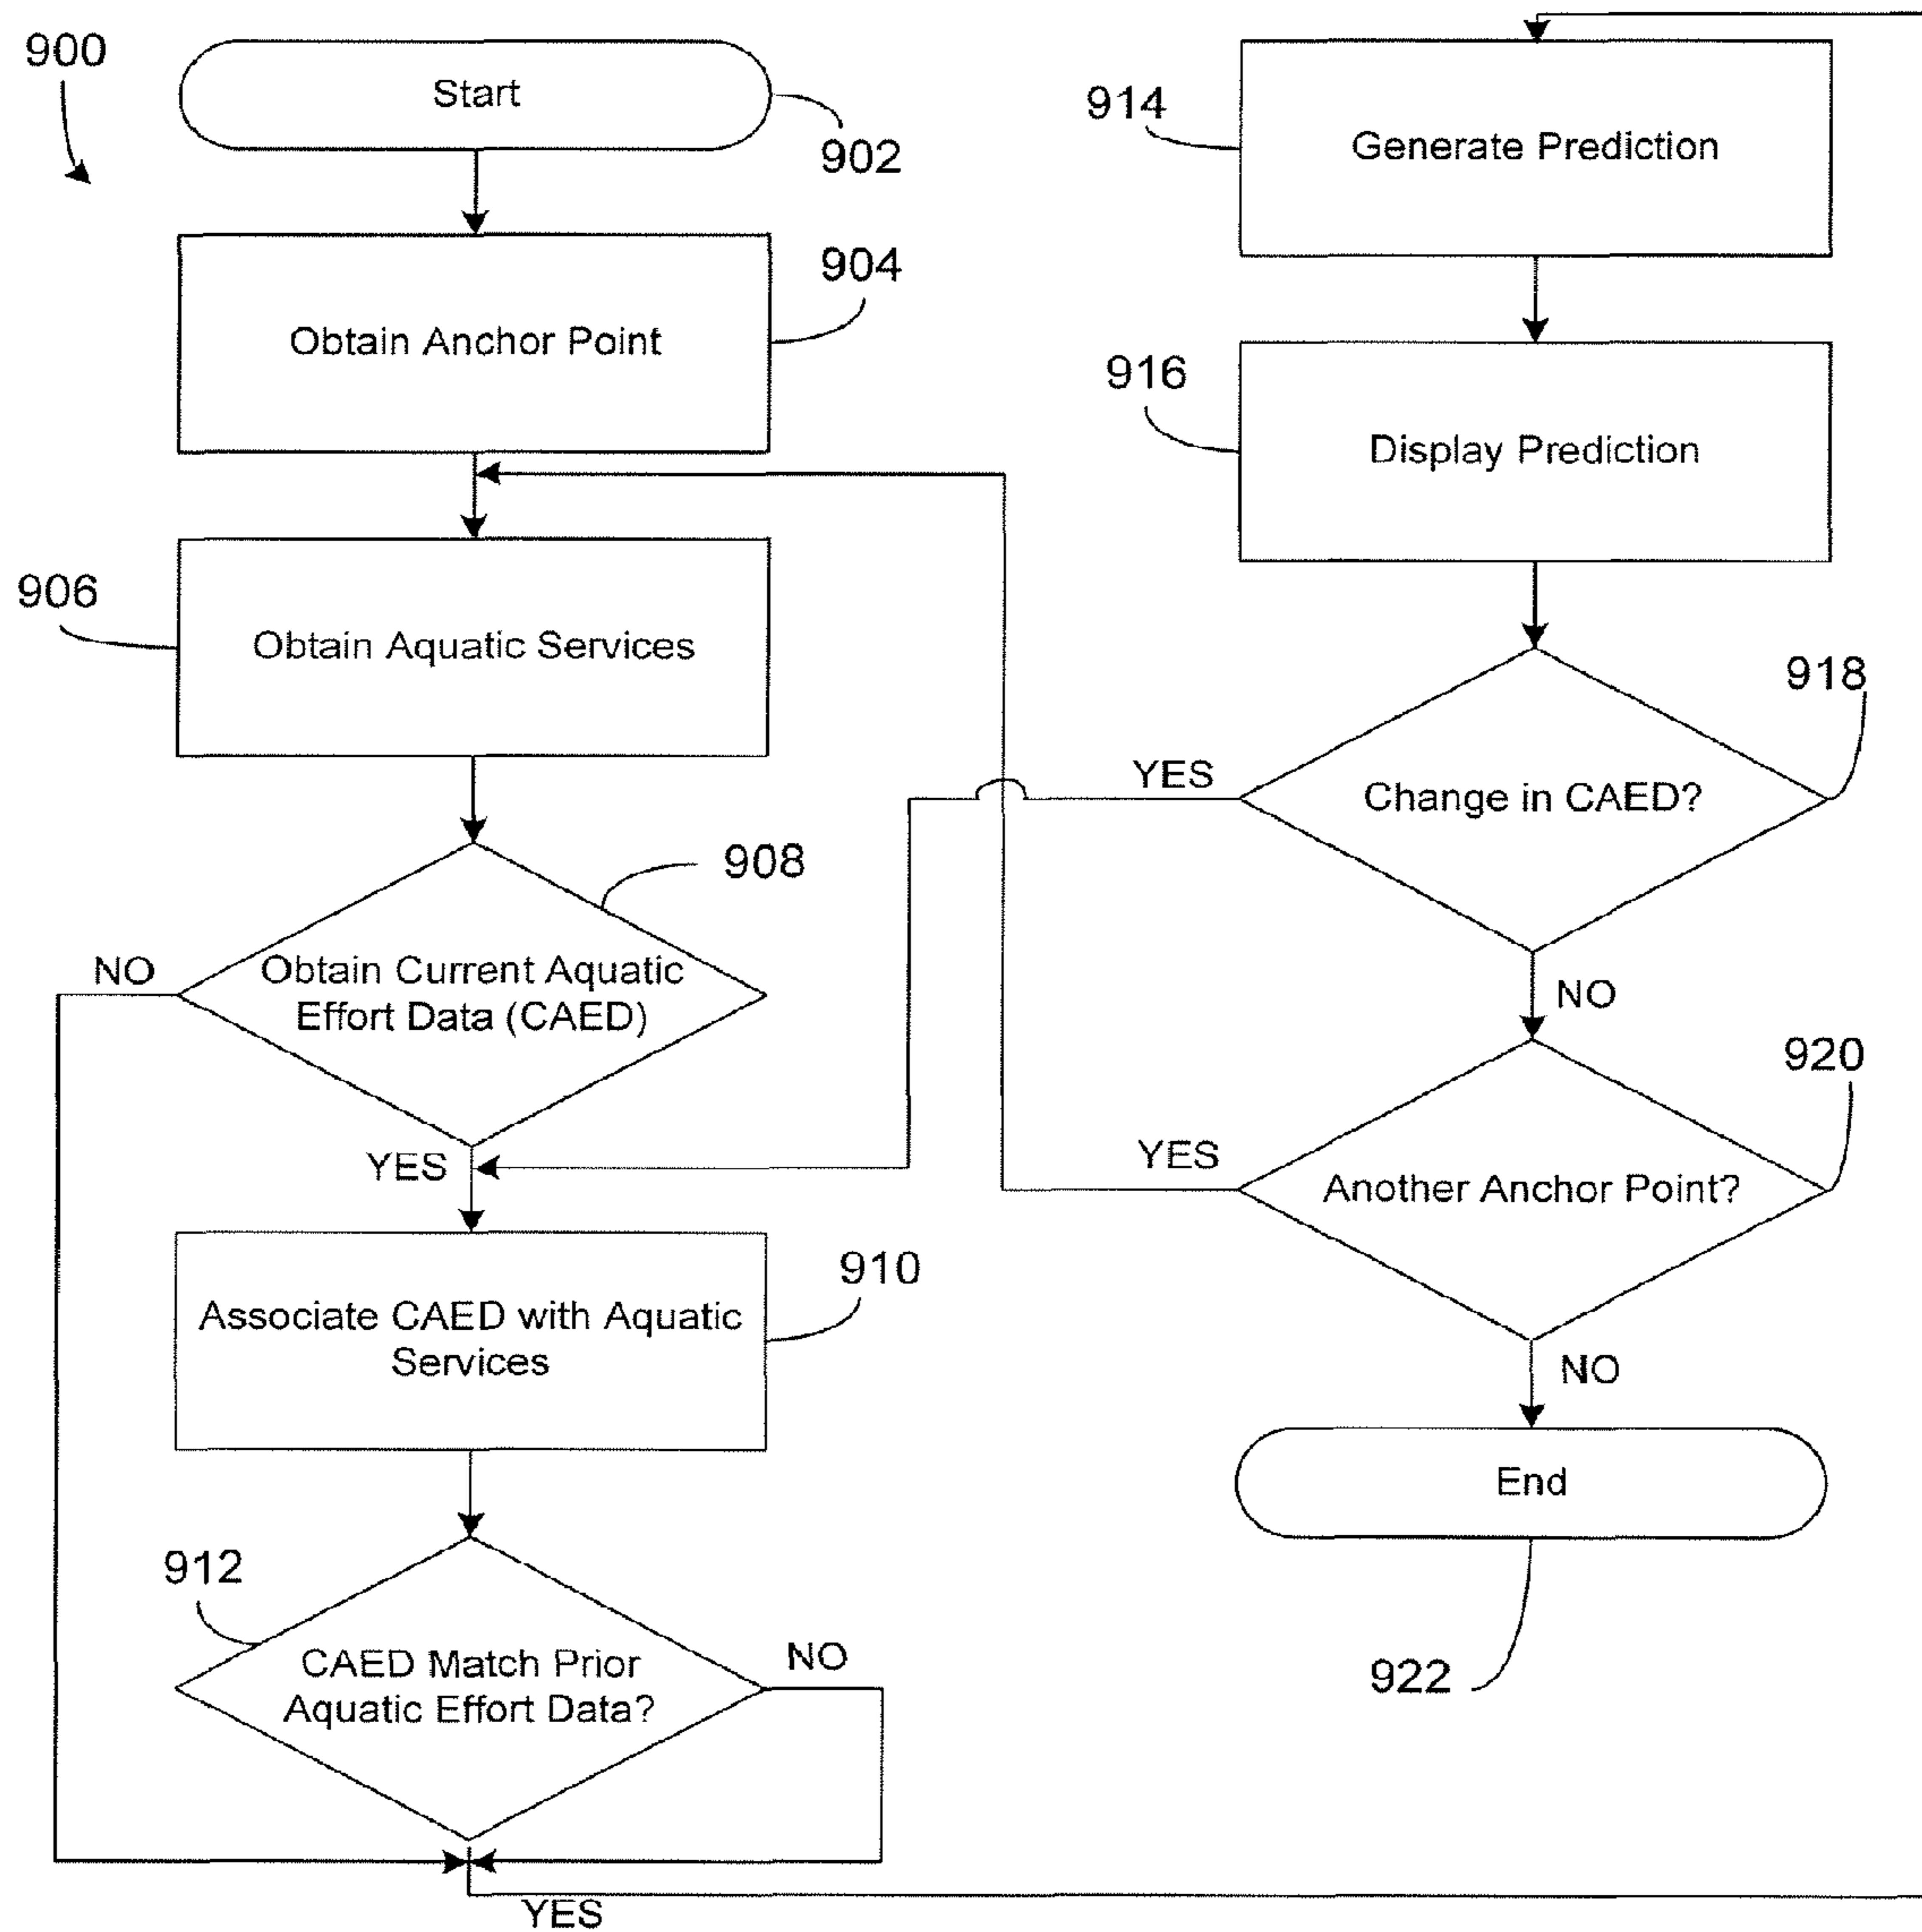 900
Start
902
904
Obtain Anchor Point
906
Obtain Aquatic Services
908
NO
Obtain Current Aquatic
Effort Data (CAED)
YES
910
Associate CAED with Aquatic
Services
912
CAED Match Prior
Aquatic Effort Data?
NO
YES
914
Generate Prediction
916
Display Prediction
918
YES
Change in CAED?
NO
920
YES
Another Anchor Point?
NO
End
922